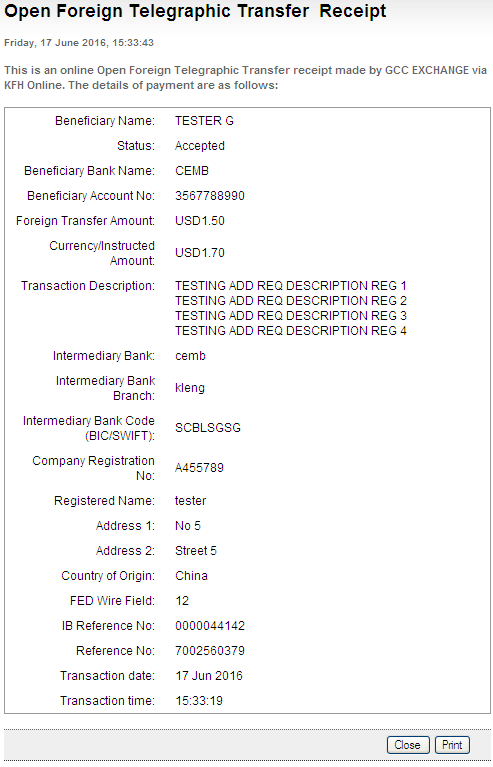 Open Foreign Telegraphic Transfer  Receipt
Friday, 17 June 2016, 15:33:43
This is an online Open Foreign Telegraphic Transfer receipt made by GCC EXCHANGE via
KFH Online. The details of payment are as follows:
Beneficiary Name: TESTER G
Status: Accepted
Beneficiary Bank Name: CEMB
Beneficiary Account No: 3567788990
Foreign Transfer Amount: USD1.50
Currency/Instructed
Amount: USD1.70
Transaction Description: TESTING ADD REQ DESCRIPTION REG 1
TESTING ADD REQ DESCRIPTION REG 2
TESTING ADD REQ DESCRIPTION REG 3
TESTING ADD REQ DESCRIPTION REG 4
Intermediary Bank: cemb
Intermediary Bank
Branch: kleng
Intermediary Bank Code
(BIC/SWIFT): SCBLSGSG
Company Registration
No: A455789
Registered Name: tester
Address 1: No 5
Address 2: Street 5
Country of Origin: China
FED Wire Field: 12
IB Reference No: 0000044142
Reference No: 7002560379
Transaction date: 17 Jun 2016
Transaction time: 15:33:19
Close Print